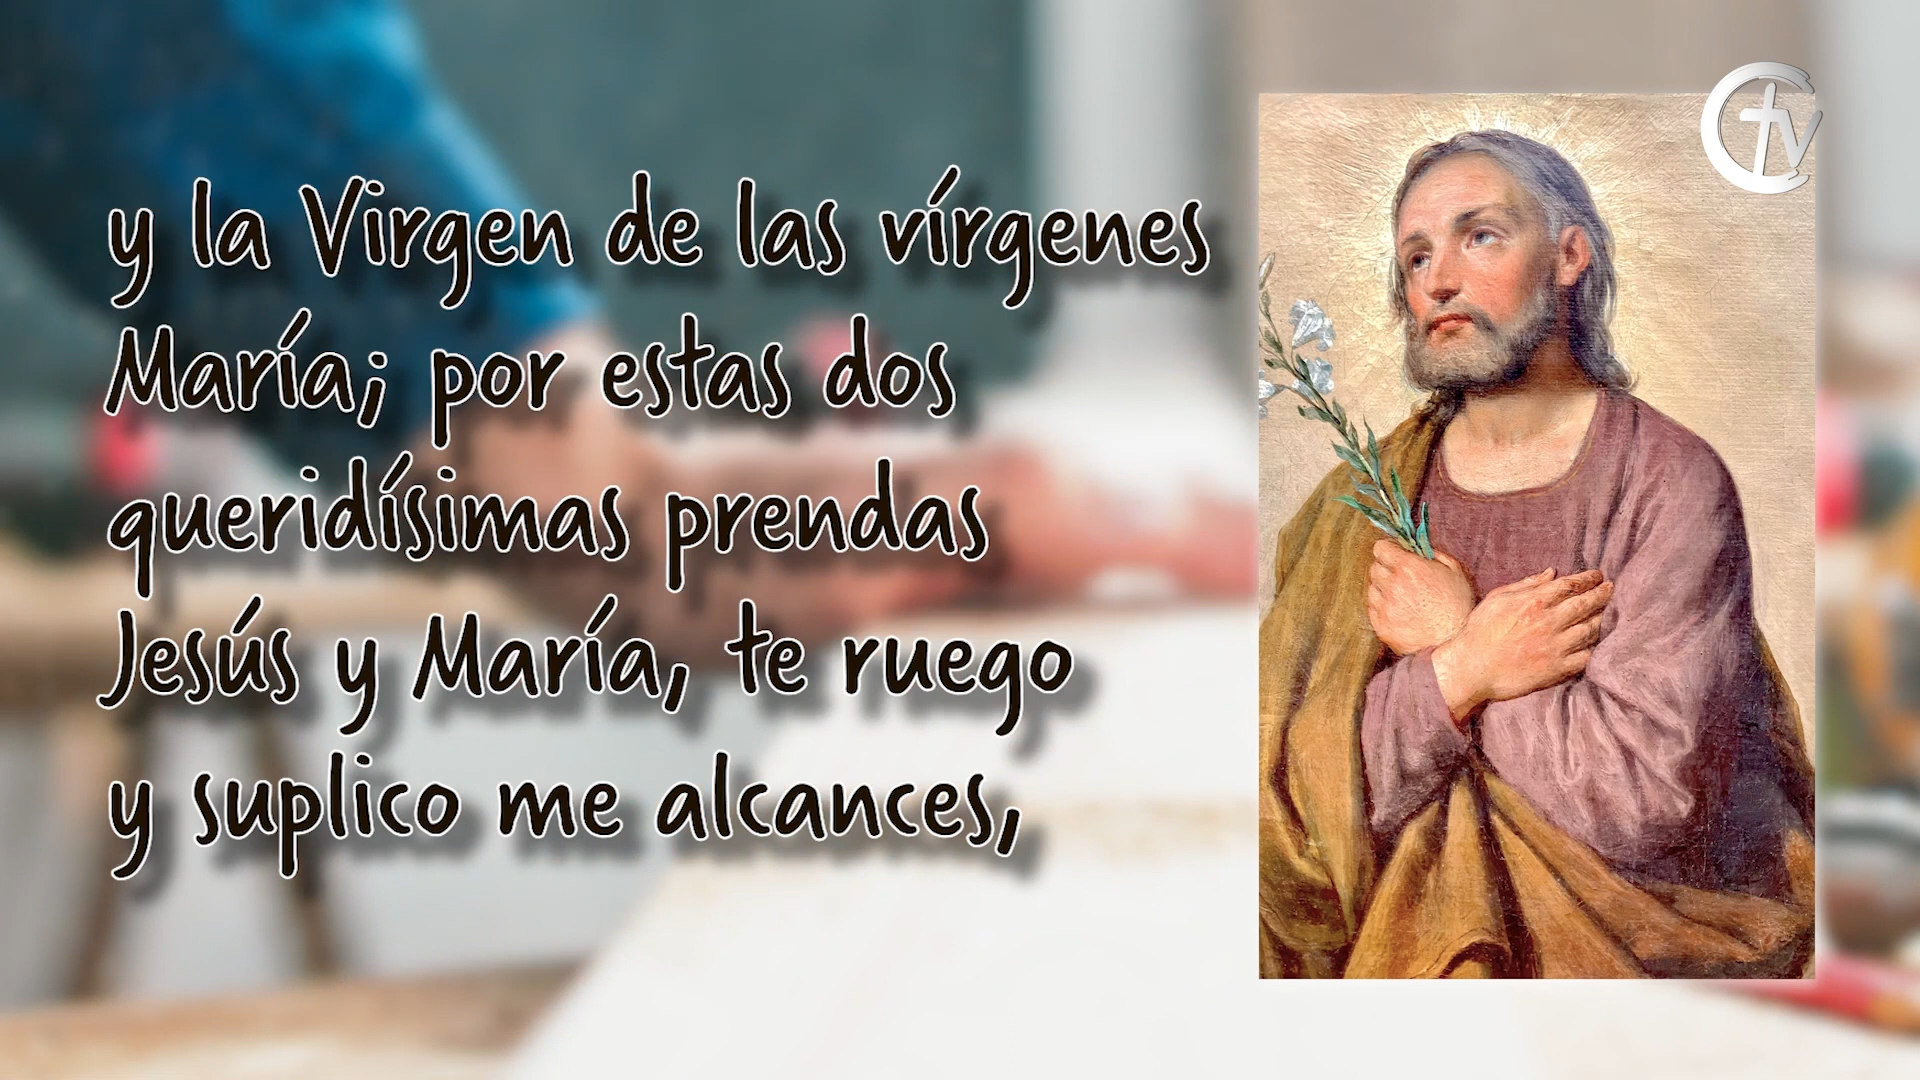 y la Virgen de las vírgenes
María; por estas dos
queridísimas prendas
Jesús y María, te ruego
y suplico me alcances,